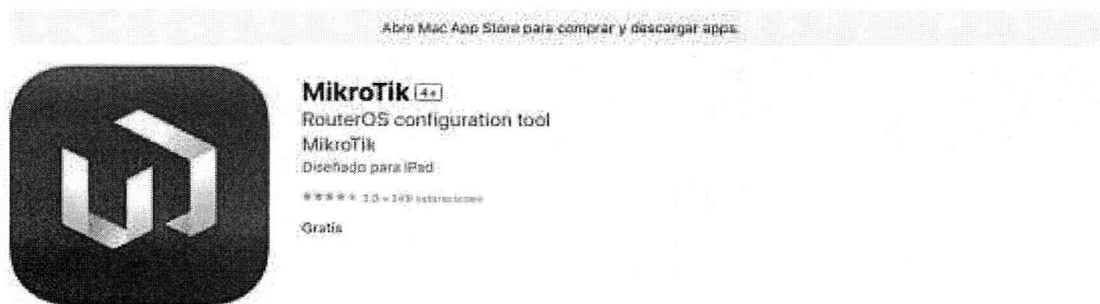 Abre Mac App Store para comprar y descargar apps.
MikroTik 4+
RouterOS configuration tool
MikroTik
Diseñado para iPad
Gratis